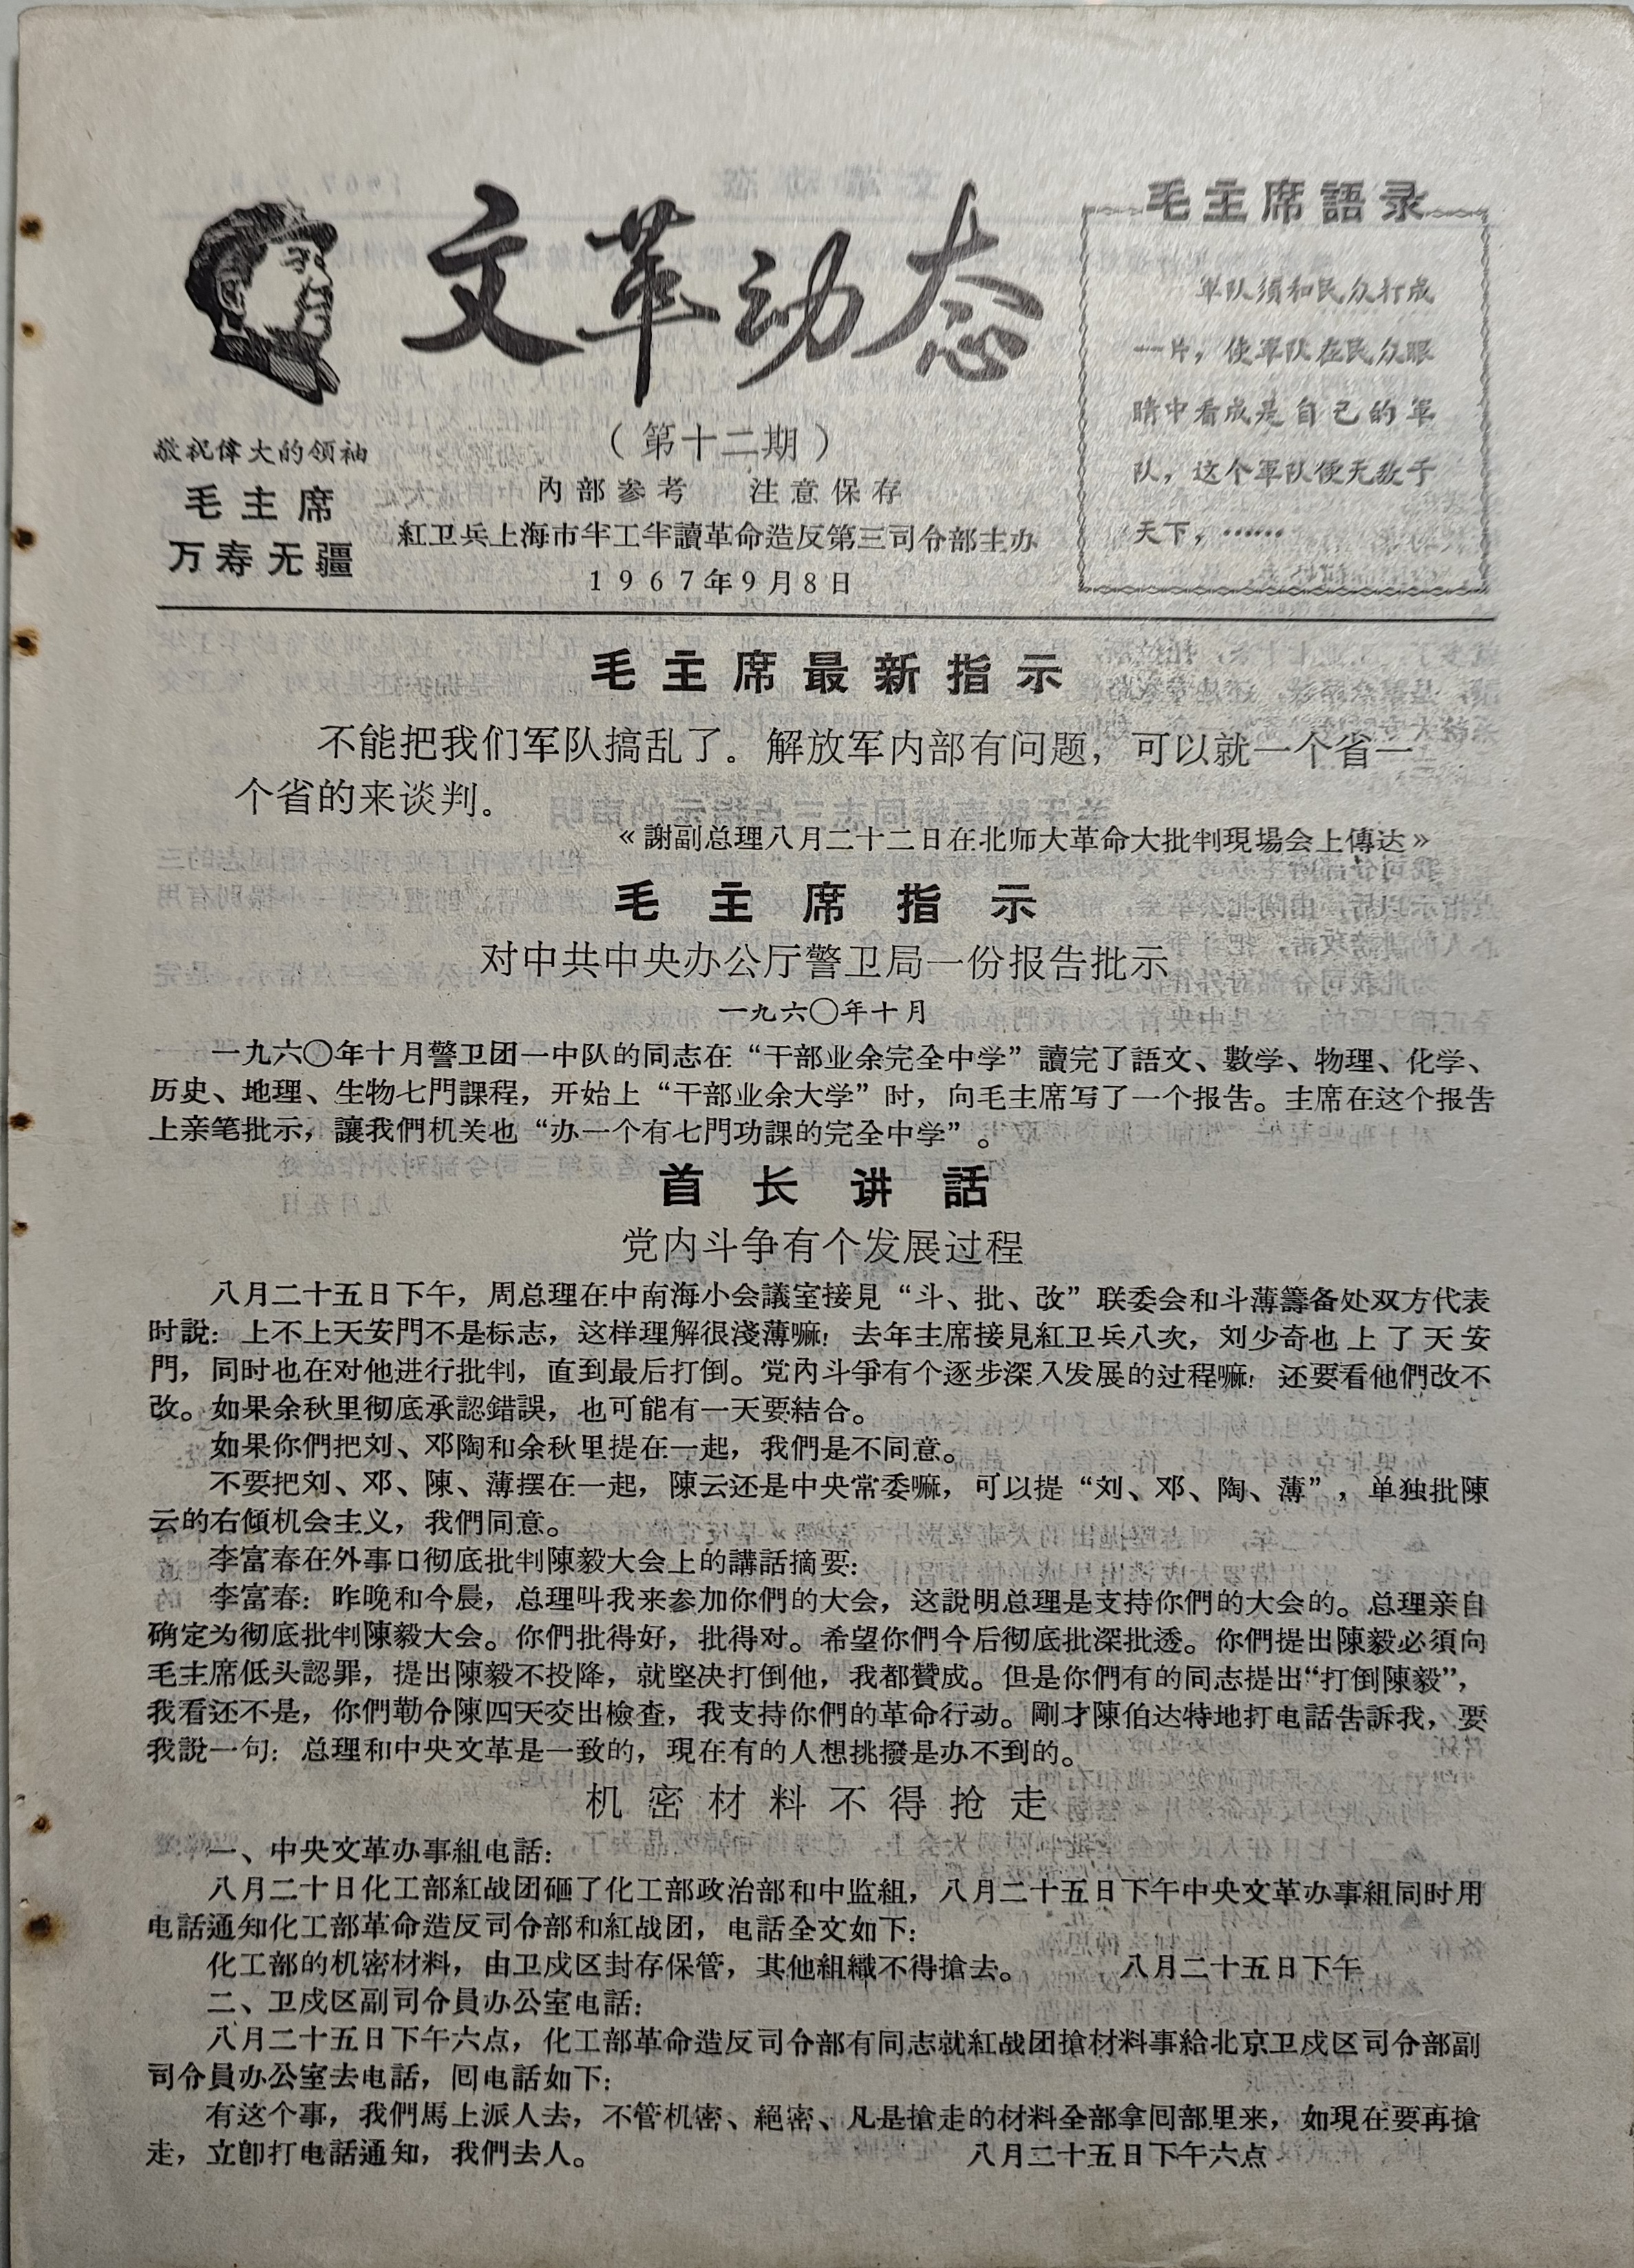 文革动态
（第十二期）
內部参考　注意保存
紅卫兵上海市半工半讀革命造反第三司令部主办
1967年9月8日
敬祝偉大的领袖
毛主席
万寿无疆
毛主席語录
軍队須和民众打成
一片，使軍队在民众眼
睛中看成是自己的軍
队，这个軍队便无敌于
天下，……
毛主席最新指示
不能把我们军队搞乱了。解放军内部有问题，可以就一个省一
个省的来谈判。
《謝副总理八月二十二日在北师大革命大批判現場会上傳达》
毛主席指示
对中共中央办公厅警卫局一份报告批示
一九六〇年十月
一九六〇年十月警卫团一中队的同志在“干部业余完全中学”讀完了語文、數学、物理、化学、
历史、地理、生物七門課程，开始上“干部业余大学”时，向毛主席写了一个报告。主席在这个报告
上亲笔批示，讓我們机关也“办一个有七門功課的完全中学”。
首长讲話
党内斗争有个发展过程
八月二十五日下午，周总理在中南海小会議室接見“斗、批、改”联委会和斗薄籌备处双方代表
时說：上不上天安門不是标志，这样理解很淺薄嘛！去年主席接見紅卫兵八次，刘少奇也上了天安
門，同时也在对他进行批判，直到最后打倒。党內斗爭有个逐步深入发展的过程嘛！还要看他們改不
改。如果余秋里彻底承認錯誤，也可能有一天要結合。
如果你們把刘、邓陶和余秋里提在一起，我們是不同意。
不要把刘、邓、陳、薄摆在一起，陳云还是中央常委嘛，可以提“刘、邓、陶、薄”，单独批陳
云的右傾机会主义，我們同意。
李富春在外事口彻底批判陳毅大会上的講話摘要：
李富春：昨晚和今晨，总理叫我来参加你們的大会，这說明总理是支持你們的大会的。总理亲自
确定为彻底批判陳毅大会。你們批得好，批得对。希望你們今后彻底批深批透。你們提出陳毅必須向
毛主席低头認罪，提出陳毅不投降，就堅决打倒他，我都贊成。但是你們有的同志提出“打倒陳毅”，
我看还不是，你們勒令陳四天交出檢查，我支持你們的革命行动。剛才陳伯达特地打电話告訴我，要
我說一句：总理和中央文革是一致的，現在有的人想挑撥是办不到的。
机密材料不得抢走
一、中央文革办事組电話：
八月二十日化工部紅战团砸了化工部政治部和中监組，八月二十五日下午中央文革办事組同时用
电話通知化工部革命造反司令部和紅战团，电話全文如下：
化工部的机密材料，由卫戍区封存保管，其他組織不得搶去。　八月二十五日下午
二、卫戍区副司令員办公室电話：
八月二十五日下午六点，化工部革命造反司令部有同志就紅战团搶材料事給北京卫戍区司令部副
司令員办公室去电話，囘电話如下：
有这个事，我們馬上派人去，不管机密、絕密、凡是搶走的材料全部拿囘部里来，如現在要再搶
走，立卽打电話通知，我們去人。　八月二十五日下午六点